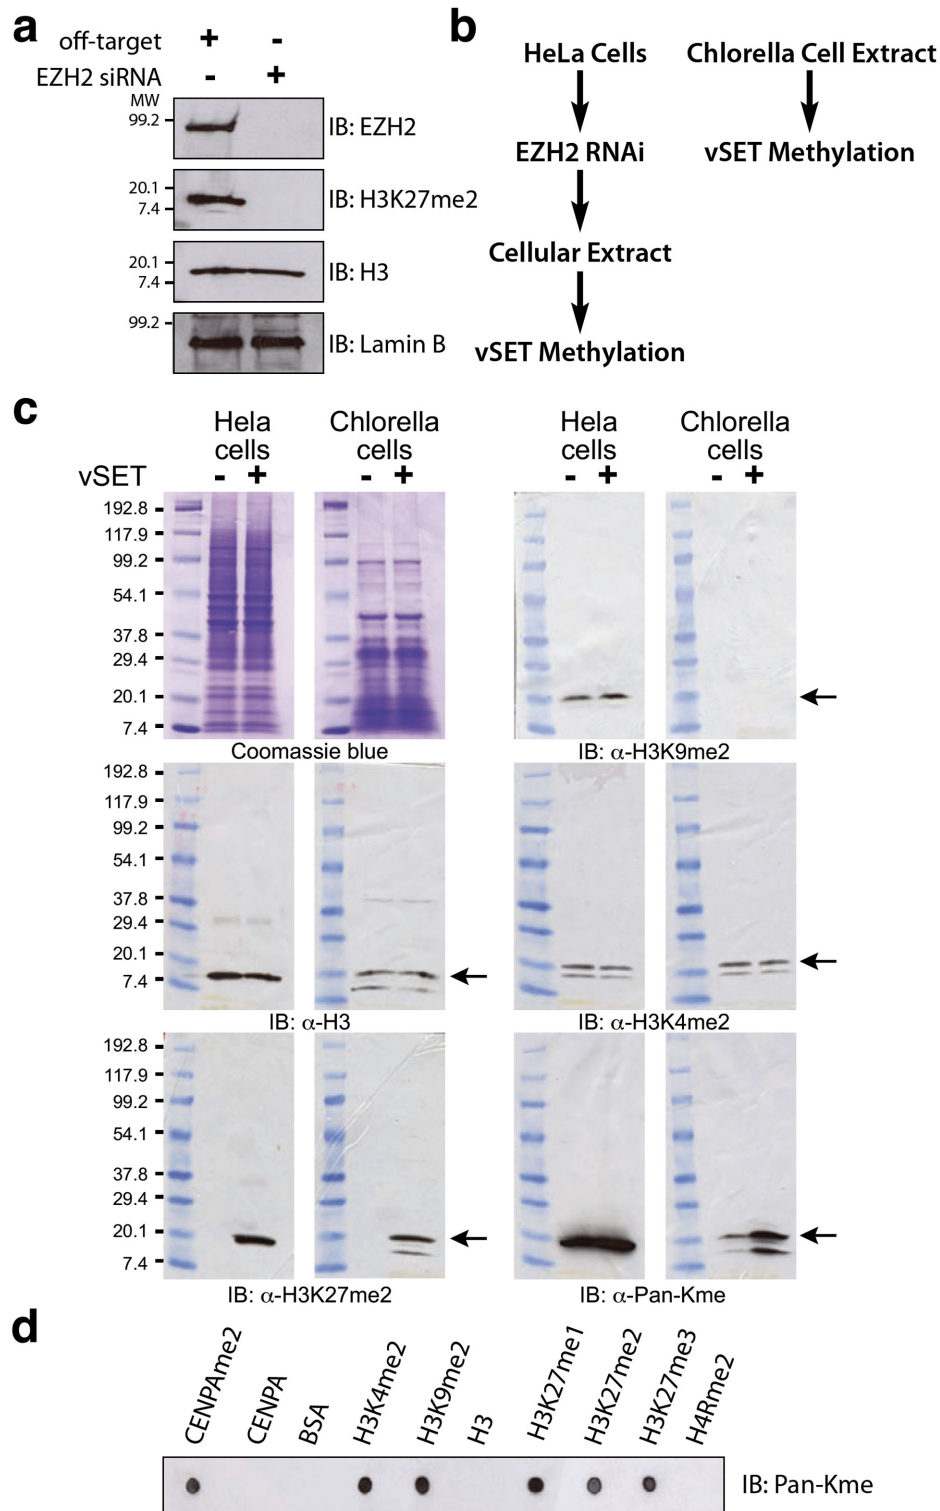 a
off-target + -
EZH2 siRNA - +
MW
99.2
IB: EZH2
20.1
7.4
IB: H3K27me2
20.1
7.4
IB: H3
99.2
IB: Lamin B
b
HeLa Cells
EZH2 RNAi
Cellular Extract
vSET Methylation
Chlorella Cell Extract
vSET Methylation
c
Hela
cells
Chlorella
cells
Hela
cells
Chlorella
cells
vSET - + - + - + - +
192.8
117.9
99.2
54.1
37.8
29.4
20.1
7.4
Coomassie blue
IB: α-H3K9me2
192.8
117.9
99.2
54.1
37.8
29.4
20.1
7.4
IB: α-H3
IB: α-H3K4me2
192.8
117.9
99.2
54.1
37.8
29.4
20.1
7.4
IB: α-H3K27me2
IB: α-Pan-Kme
d
CENPAme2
CENPA
BSA
H3K4me2
H3K9me2
H3
H3K27me1
H3K27me2
H3K27me3
H4Rme2
IB: Pan-Kme